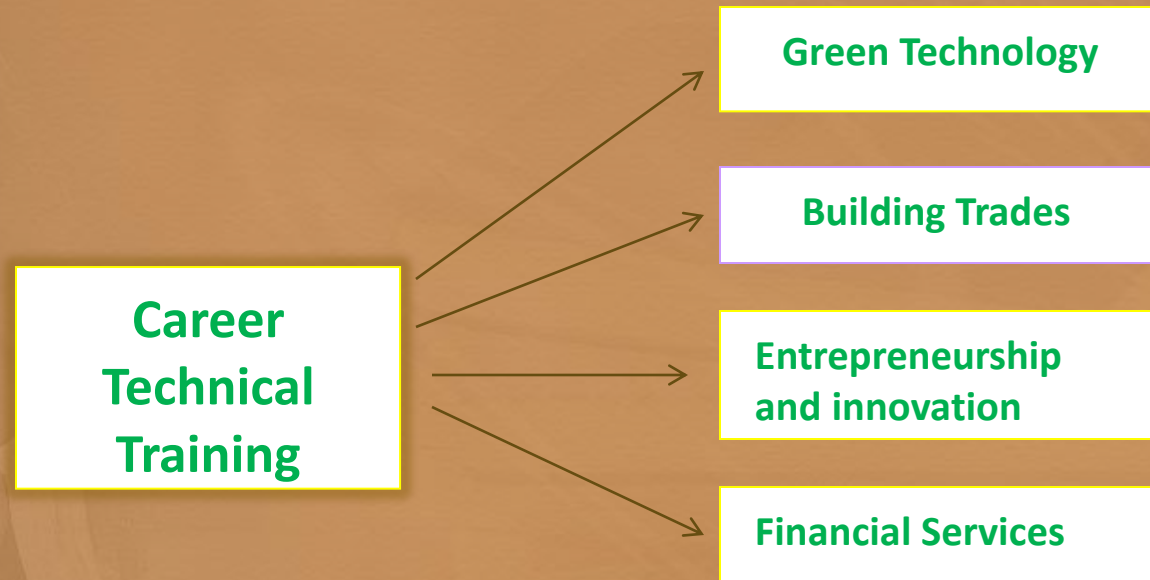 Green Technology
Building Trades
Career
Technical
Training
Entrepreneurship
and innovation
Financial Services